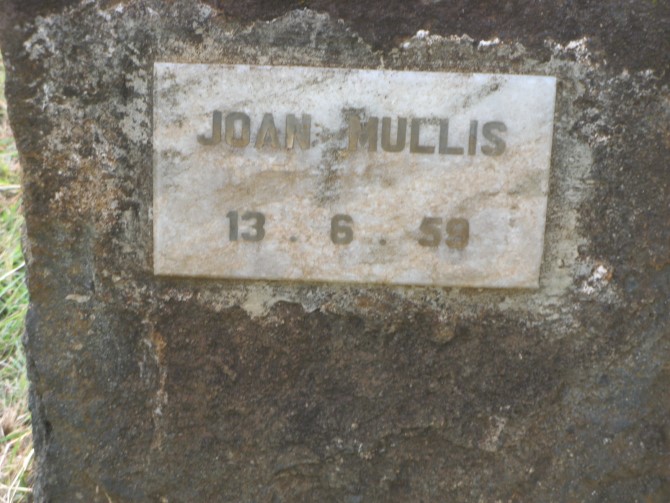 JOAN MULLIS
13 . 6 . 59